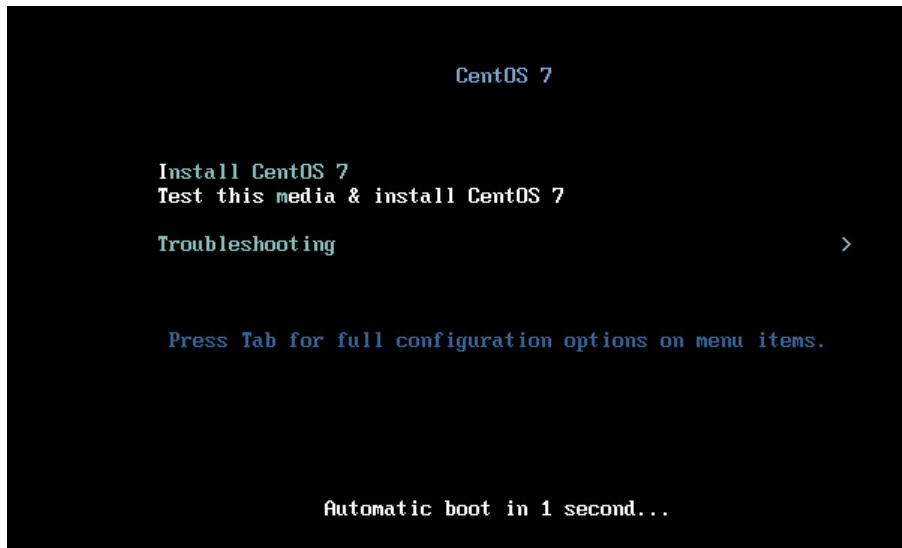 CentOS 7
Install CentOS 7
Test this media & install CentOS 7
Troubleshooting >
Press Tab for full configuration options on menu items.
Automatic boot in 1 second...